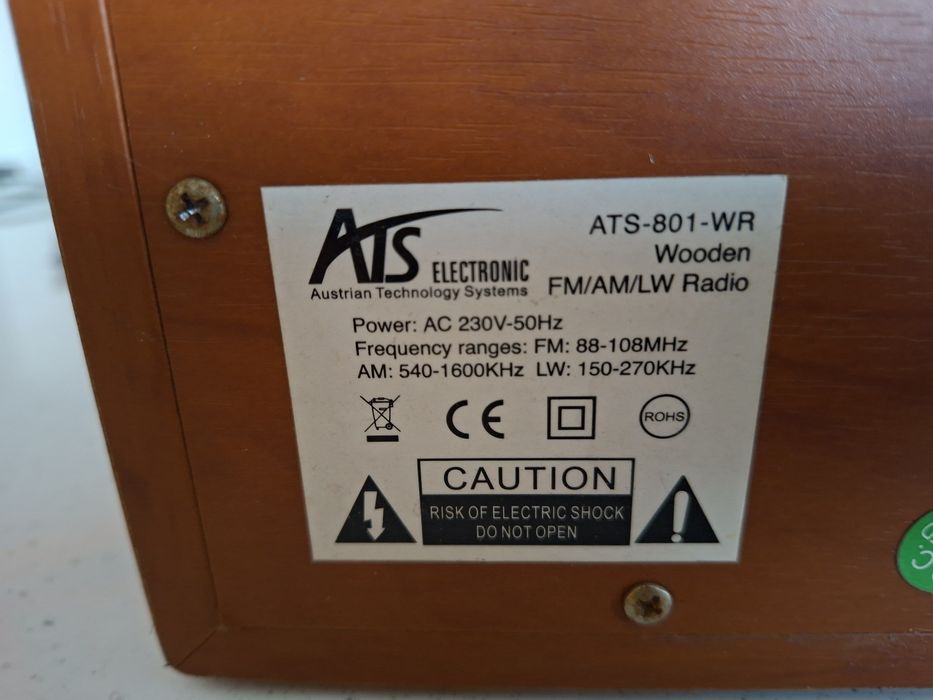 ATS ELECTRONIC
Austrian Technology Systems
ATS-801-WR
Wooden
FM/AM/LW Radio
Power: AC 230V-50Hz
Frequency ranges: FM: 88-108MHz
AM: 540-1600KHz LW: 150-270KHz
CE
ROHS
CAUTION
RISK OF ELECTRIC SHOCK
DO NOT OPEN